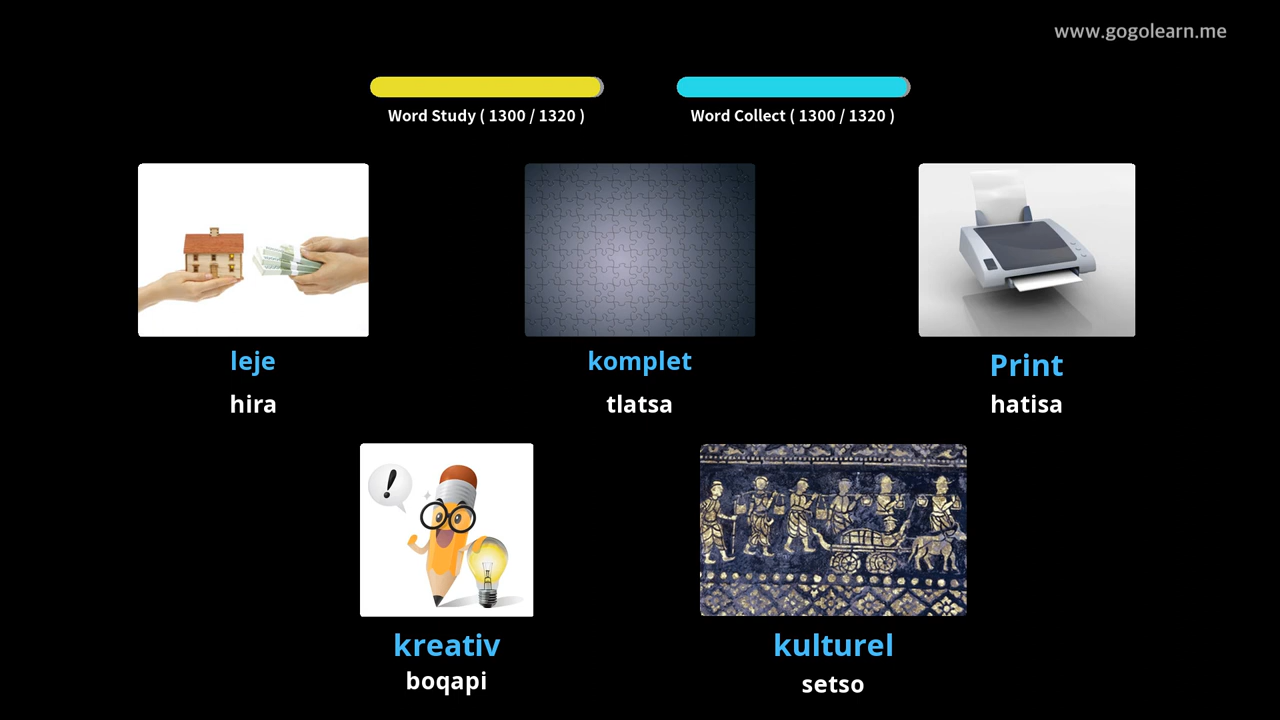 www.gogolearn.me
Word Study ( 1300 / 1320 )
Word Collect ( 1300 / 1320 )
leje
hira
komplet
tlatsa
Print
hatisa
!
kreativ
boqapi
kulturel
setso